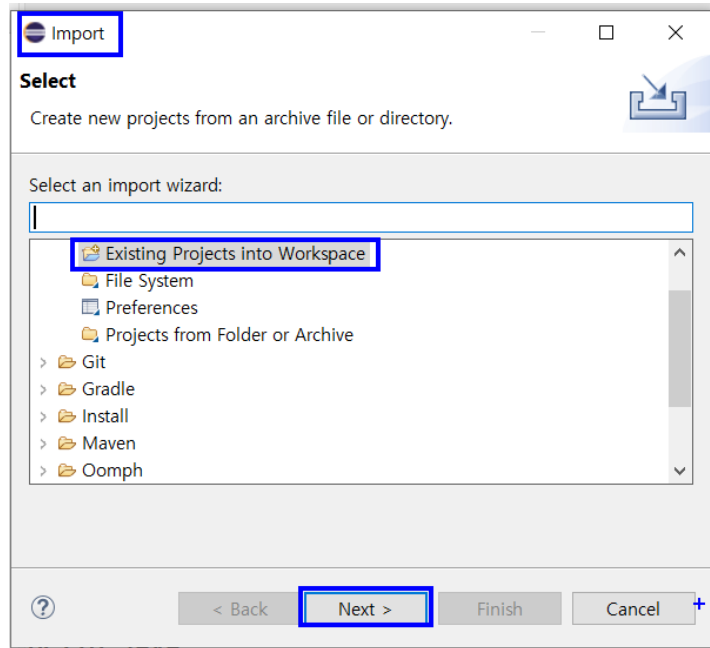 Import
Select
Create new projects from an archive file or directory.
Select an import wizard:
Existing Projects into Workspace
File System
Preferences
Projects from Folder or Archive
> Git
> Gradle
> Install
> Maven
> Oomph
? < Back Next > Finish Cancel